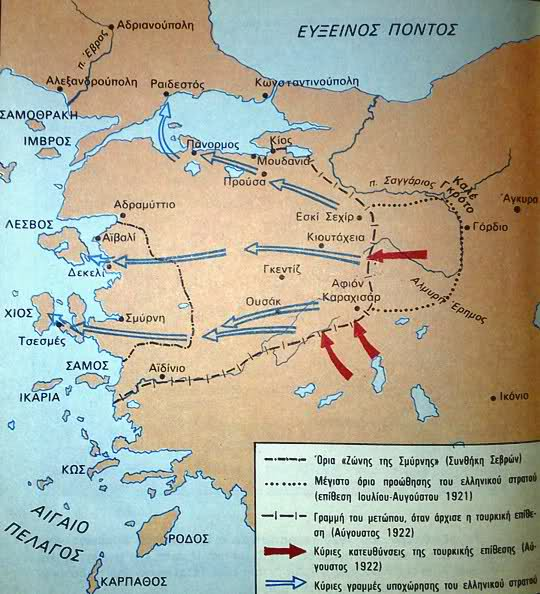 Αδριανούπολη
ΕΥΞΕΙΝΟΣ ΠΟΝΤΟΣ
π. Έβρος
Αλεξανδρούπολη
Ραιδεστός
Κωνσταντινούπολη
ΣΑΜΟΘΡΑΚΗ
ΙΜΒΡΟΣ
Πάνορμος
Κίος
Μουδανιά
Προύσα
π. Σαγγάριος
Καλέ
Γκρότο
Άγκυρα
Αδραμύττιο
Εσκί Σεχίρ
Γόρδιο
ΛΕΣΒΟΣ
Αϊβαλί
Κιουτάχεια
Δεκελί
Γκεντίζ
Αφιόν
Καραχισάρ
Αλμυρή Έρημος
Ουσάκ
ΧΙΟΣ
Σμύρνη
Τσεσμές
ΣΑΜΟΣ
Αϊδίνιο
ΙΚΑΡΙΑ
Ικόνιο
ΚΩΣ
ΑΙΓΑΙΟ
ΠΕΛΑΓΟΣ
ΡΟΔΟΣ
ΚΑΡΠΑΘΟΣ
Όρια «Ζώνης της Σμύρνης» (Συνθήκη Σεβρών)
Μέγιστο όριο προώθησης του ελληνικού στρατού
(επίθεση Ιουλίου-Αυγούστου 1921)
Γραμμή του μετώπου, όταν άρχισε η τουρκική επίθε-
ση (Αύγουστος 1922)
Κύριες κατευθύνσεις της τουρκικής επίθεσης (Αύ-
γουστος 1922)
Κύριες γραμμές υποχώρησης του ελληνικού στρατού